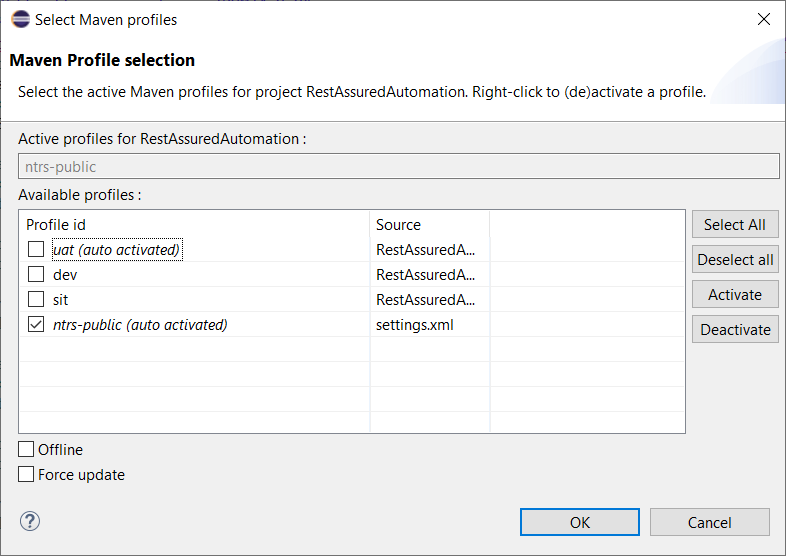 Select Maven profiles
Maven Profile selection
Select the active Maven profiles for project RestAssuredAutomation. Right-click to (de)activate a profile.
Active profiles for RestAssuredAutomation :
ntrs-public
Available profiles :
Profile id Source
uat (auto activated) RestAssuredA...
dev RestAssuredA...
sit RestAssuredA...
ntrs-public (auto activated) settings.xml
Select All
Deselect all
Activate
Deactivate
Offline
Force update
OK Cancel